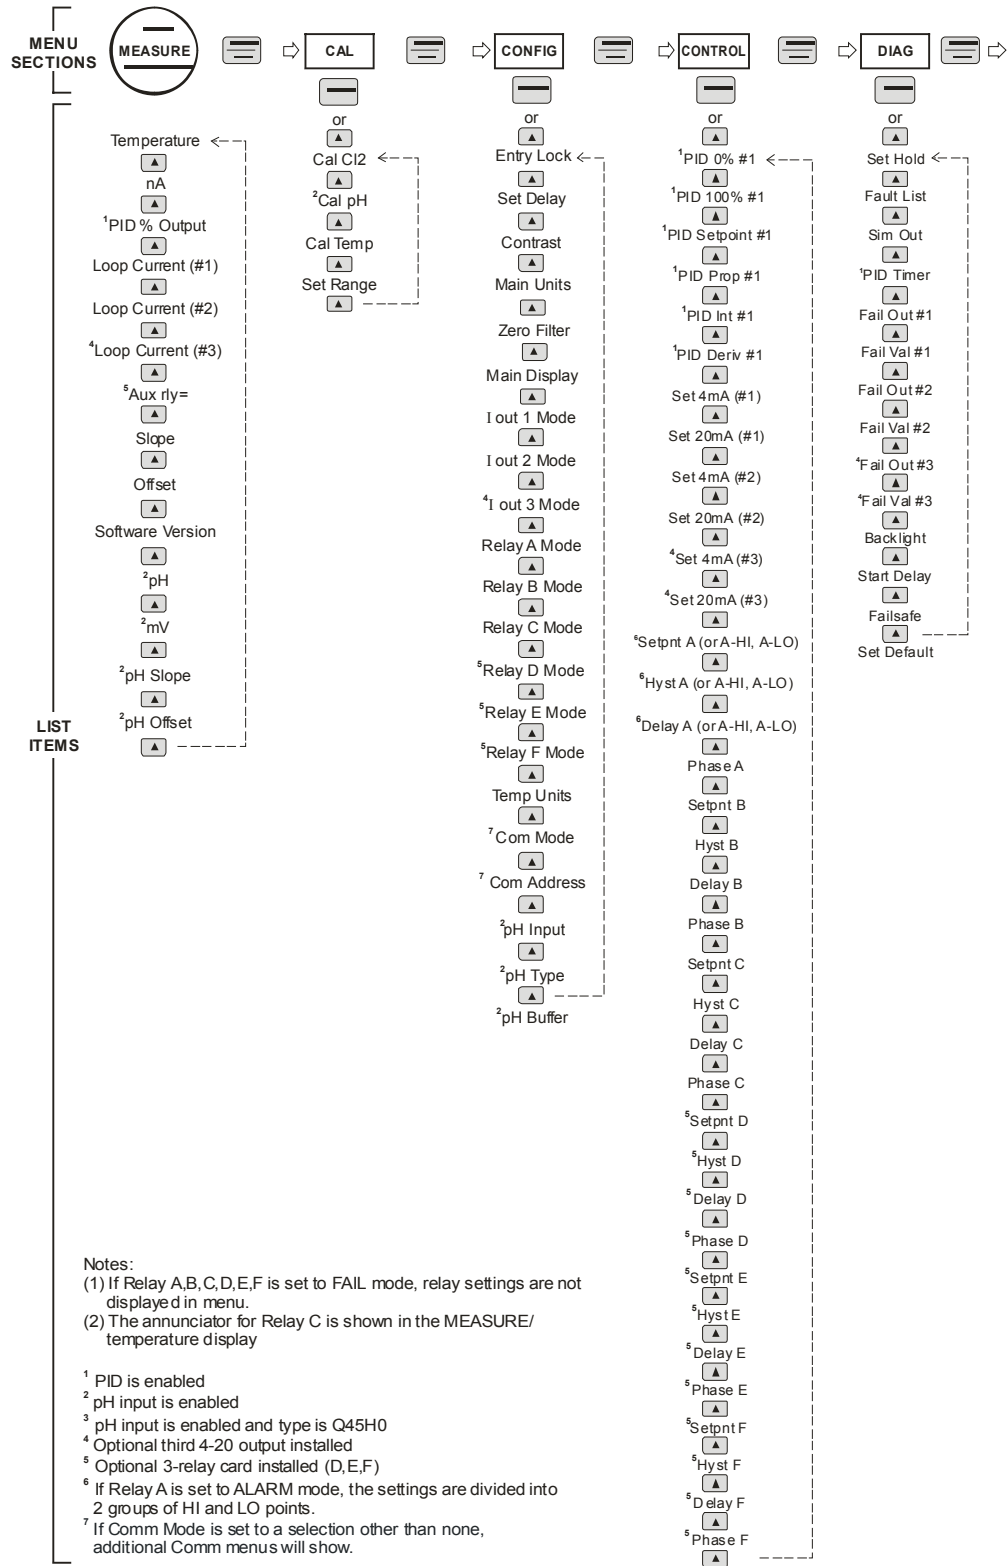 MENU
SECTIONS
MEASURE
CAL
CONFIG
CONTROL
DIAG
LIST
ITEMS
Temperature
nA
¹PID % Output
Loop Current (#1)
Loop Current (#2)
⁴Loop Current (#3)
⁵Aux rly=
Slope
Offset
Software Version
²pH
²mV
²pH Slope
²pH Offset
or
Cal Cl2
²Cal pH
Cal Temp
Set Range
or
Entry Lock
Set Delay
Contrast
Main Units
Zero Filter
Main Display
I out 1 Mode
I out 2 Mode
⁴I out 3 Mode
Relay A Mode
Relay B Mode
Relay C Mode
⁵Relay D Mode
⁵Relay E Mode
⁵Relay F Mode
Temp Units
⁷Com Mode
⁷Com Address
²pH Input
²pH Type
²pH Buffer
or
¹PID 0% #1
¹PID 100% #1
¹PID Setpoint #1
¹PID Prop #1
¹PID Int #1
¹PID Deriv #1
Set 4mA (#1)
Set 20mA (#1)
Set 4mA (#2)
Set 20mA (#2)
⁴Set 4mA (#3)
⁴Set 20mA (#3)
⁶Setpnt A (or A-HI, A-LO)
⁶Hyst A (or A-HI, A-LO)
⁶Delay A (or A-HI, A-LO)
Phase A
Setpnt B
Hyst B
Delay B
Phase B
Setpnt C
Hyst C
Delay C
Phase C
⁵Setpnt D
⁵Hyst D
⁵Delay D
⁵Phase D
⁵Setpnt E
⁵Hyst E
⁵Delay E
⁵Phase E
⁵Setpnt F
⁵Hyst F
⁵Delay F
⁵Phase F
or
Set Hold
Fault List
Sim Out
¹PID Timer
Fail Out #1
Fail Val #1
Fail Out #2
Fail Val #2
⁴Fail Out #3
⁴Fail Val #3
Backlight
Start Delay
Failsafe
Set Default
Notes:
(1) If Relay A,B,C,D,E,F is set to FAIL mode, relay settings are not
displayed in menu.
(2) The annunciator for Relay C is shown in the MEASURE/
temperature display
¹ PID is enabled
² pH input is enabled
³ pH input is enabled and type is Q45H0
⁴ Optional third 4-20 output installed
⁵ Optional 3-relay card installed (D,E,F)
⁶ If Relay A is set to ALARM mode, the settings are divided into
2 groups of HI and LO points.
⁷ If Comm Mode is set to a selection other than none,
additional Comm menus will show.